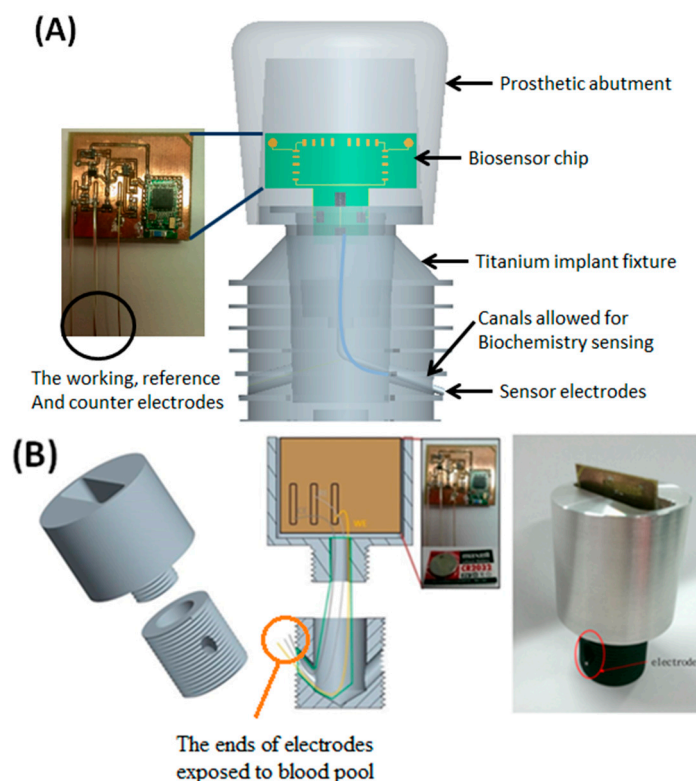 (A)
Prosthetic abutment
Biosensor chip
Titanium implant fixture
Canals allowed for
Biochemistry sensing
Sensor electrodes
The working, reference
And counter electrodes
(B)
WE
maxell
CR2032
electrode
The ends of electrodes
exposed to blood pool